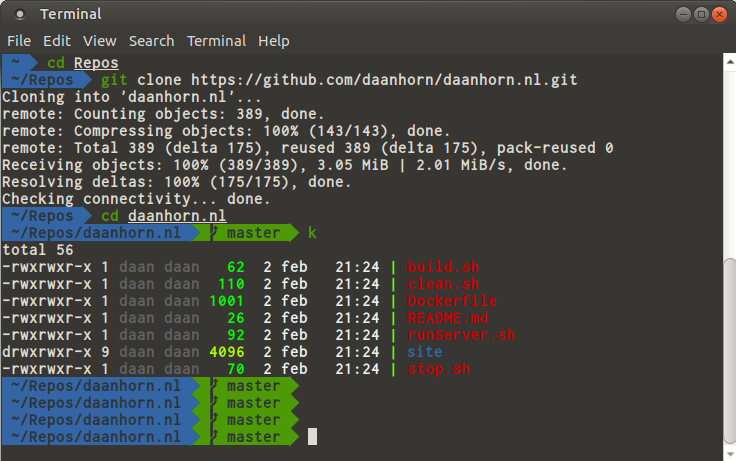 Terminal
File Edit View Search Terminal Help
~ cd Repos
~/Repos git clone https://github.com/daanhorn/daanhorn.nl.git
Cloning into 'daanhorn.nl'...
remote: Counting objects: 389, done.
remote: Compressing objects: 100% (143/143), done.
remote: Total 389 (delta 175), reused 389 (delta 175), pack-reused 0
Receiving objects: 100% (389/389), 3.05 MiB | 2.01 MiB/s, done.
Resolving deltas: 100% (175/175), done.
Checking connectivity... done.
~/Repos cd daanhorn.nl
~/Repos/daanhorn.nl master k
total 56
-rwxrwxr-x 1 daan daan 62 2 feb 21:24 | build.sh
-rwxrwxr-x 1 daan daan 110 2 feb 21:24 | clean.sh
-rwxrwxr-x 1 daan daan 1001 2 feb 21:24 | Dockerfile
-rwxrwxr-x 1 daan daan 26 2 feb 21:24 | README.md
-rwxrwxr-x 1 daan daan 92 2 feb 21:24 | runServer.sh
drwxrwxr-x 9 daan daan 4096 2 feb 21:24 | site
-rwxrwxr-x 1 daan daan 70 2 feb 21:24 | stop.sh
~/Repos/daanhorn.nl master
~/Repos/daanhorn.nl master
~/Repos/daanhorn.nl master
~/Repos/daanhorn.nl master